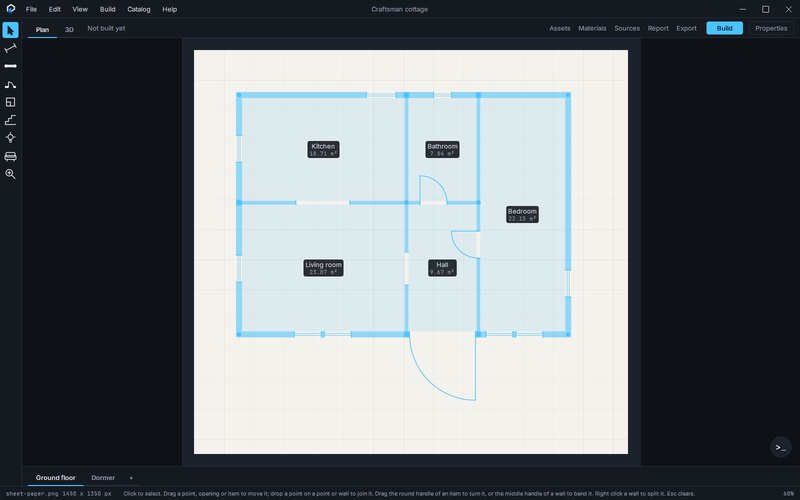 File Edit View Build Catalog Help
Craftsman cottage
Plan 3D Not built yet
Assets Materials Sources Report Export Build Properties
Kitchen
18.71 m²
Bathroom
7.84 m²
Bedroom
22.15 m²
Living room
23.07 m²
Hall
9.67 m²
>_
Ground floor Dormer +
sheet-paper.png 1450 x 1350 px Click to select. Drag a point, opening or item to move it; drop a point on a point or wall to join it. Drag the round handle of an item to turn it, or the middle handle of a wall to bend it. Right click a wall to split it. Esc clears. 60%